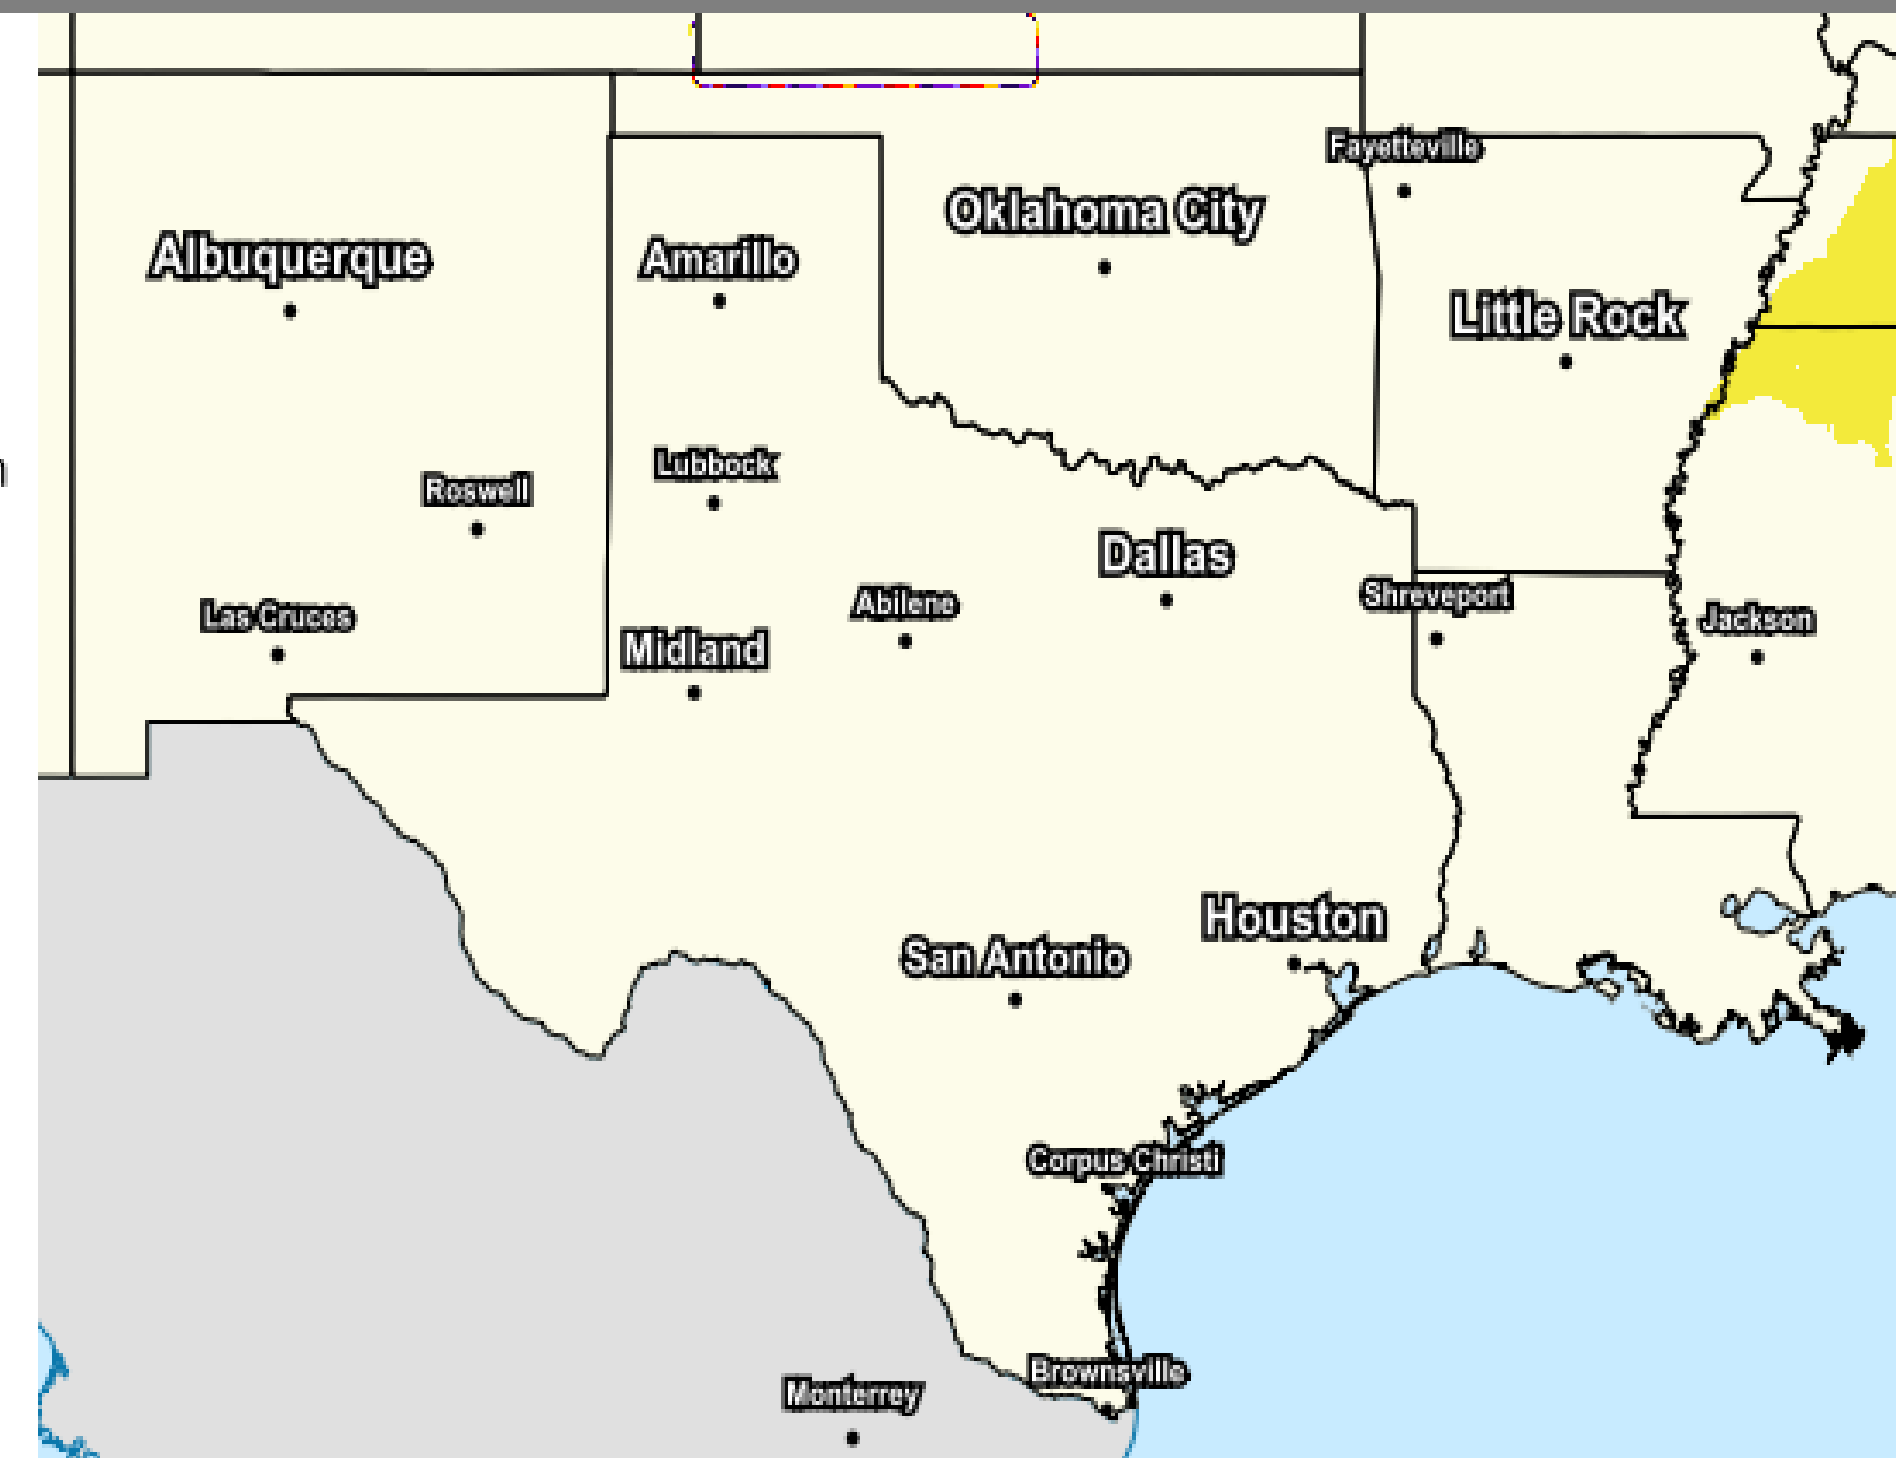 Fayetteville
Oklahoma City
Albuquerque
Amarillo
Little Rock
Lubbock
Roswell
Dallas
Shreveport
Abilene
Las Cruces
Jackson
Midland
Houston
San Antonio
Corpus Christi
Brownsville
Monterrey